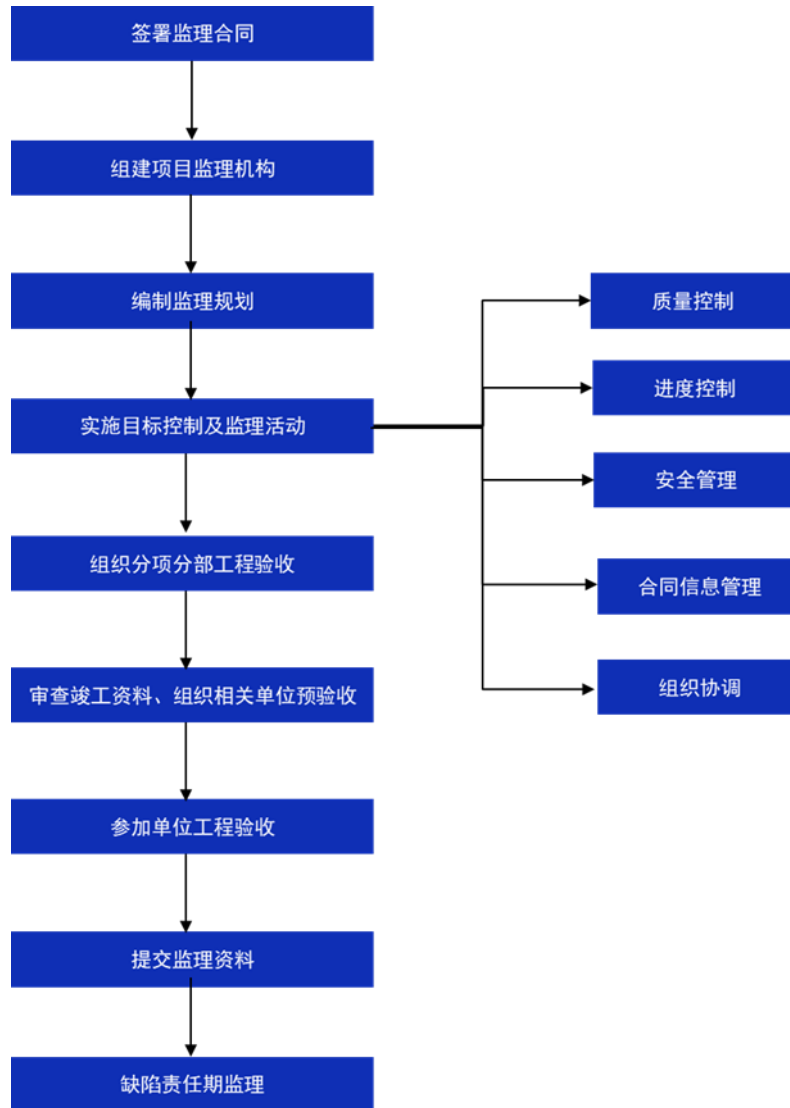 签署监理合同
组建项目监理机构
编制监理规划
实施目标控制及监理活动
组织分项分部工程验收
审查竣工资料、组织相关单位预验收
参加单位工程验收
提交监理资料
缺陷责任期监理
质量控制
进度控制
安全管理
合同信息管理
组织协调